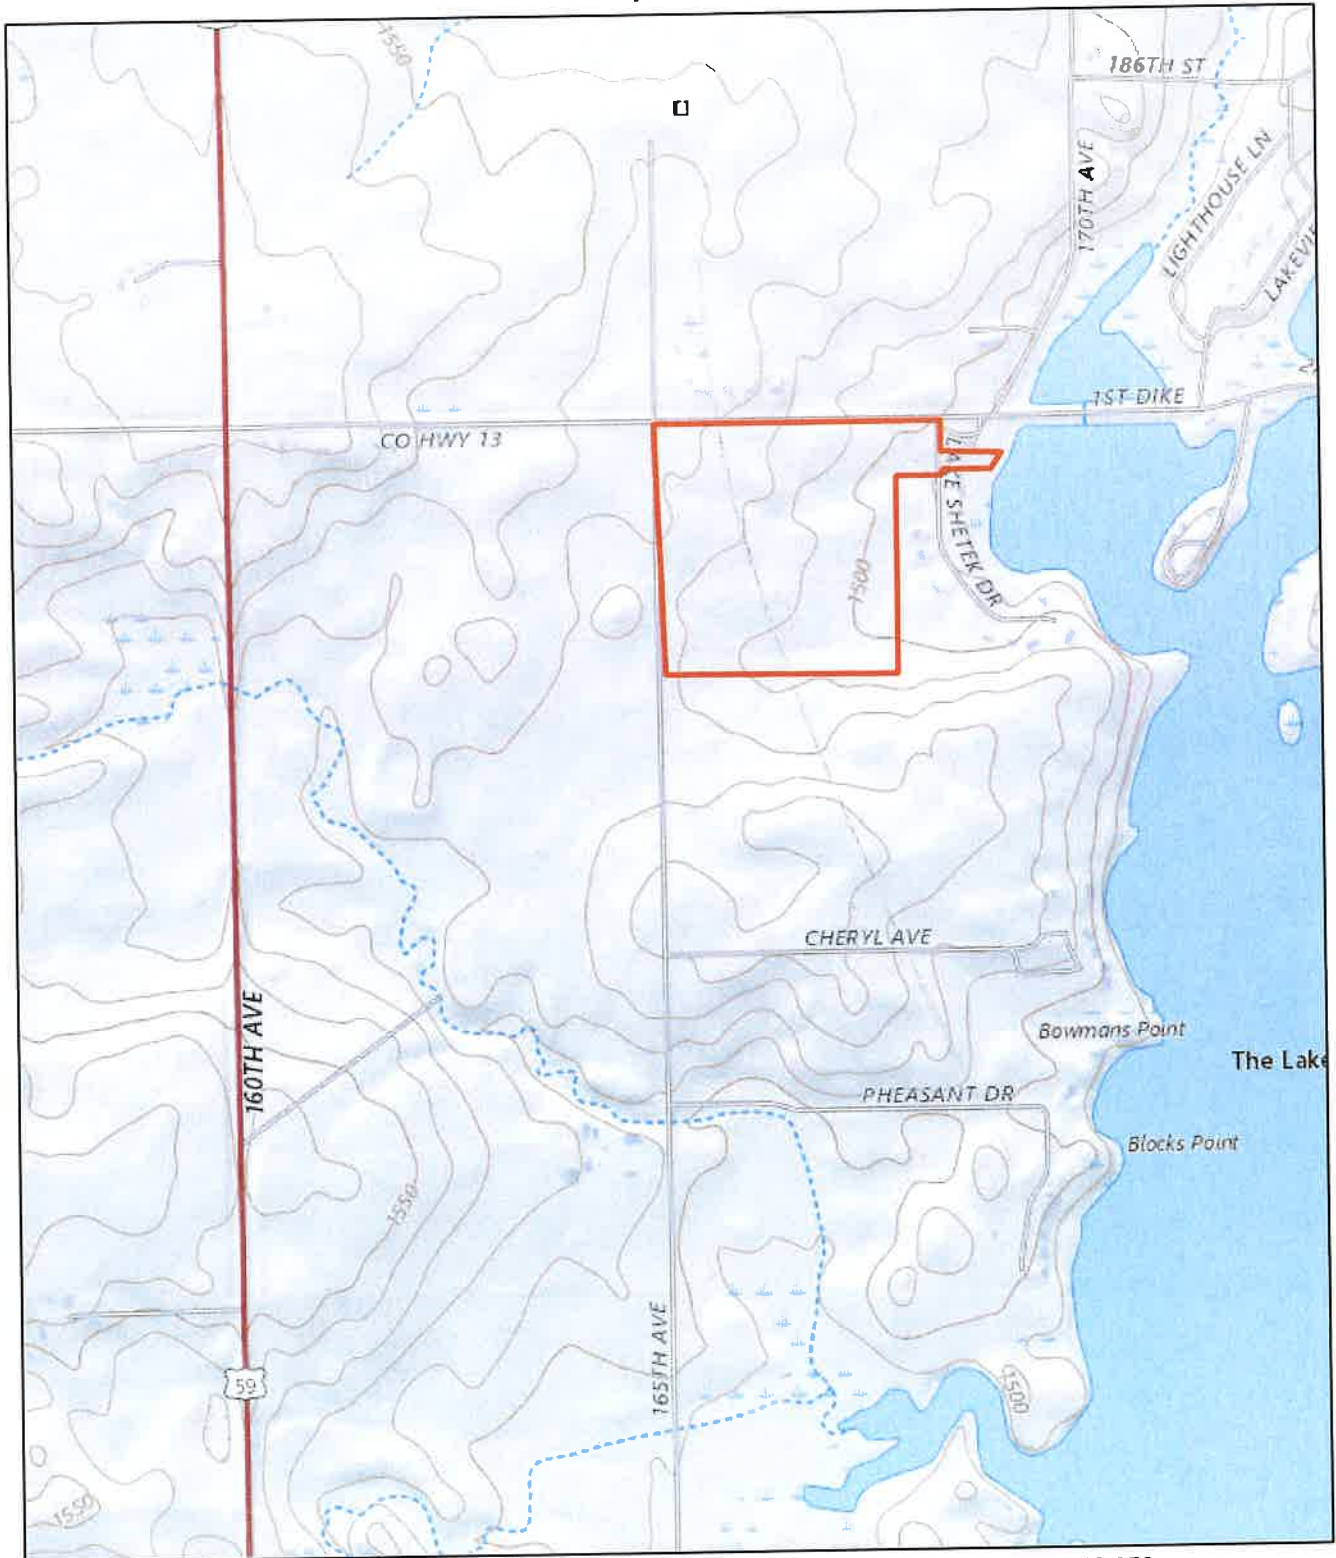 1550
186TH ST
170TH AVE
LIGHTHOUSE LN
1ST DIKE
CO HWY 13
LAKE SHETEK DR
1500
CHERYL AVE
160TH AVE
Bowmans Point
The Lake
PHEASANT DR
Blocks Point
1550
165TH AVE
59
1500
1550